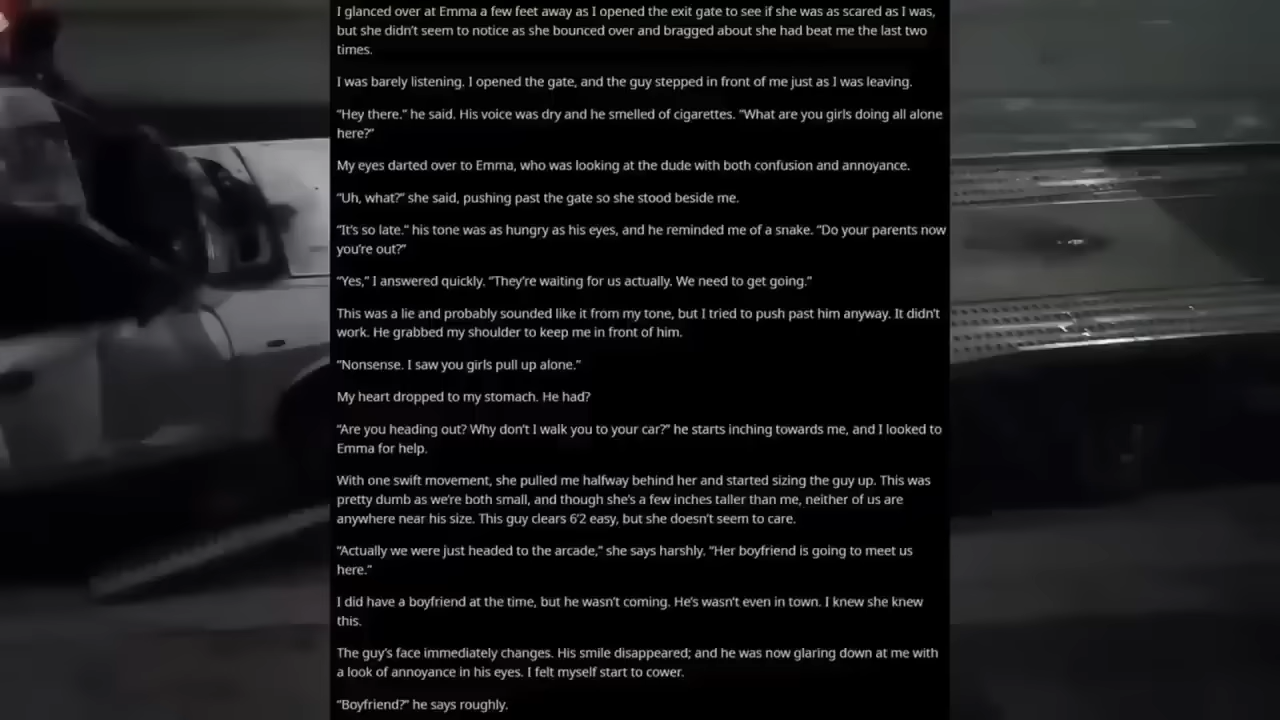 I glanced over at Emma a few feet away as I opened the exit gate to see if she was as scared as I was,
but she didn't seem to notice as she bounced over and bragged about she had beat me the last two
times.
I was barely listening. I opened the gate, and the guy stepped in front of me just as I was leaving.
“Hey there.” he said. His voice was dry and he smelled of cigarettes. “What are you girls doing all alone
here?”
My eyes darted over to Emma, who was looking at the dude with both confusion and annoyance.
“Uh, what?” she said, pushing past the gate so she stood beside me.
“It’s so late.” his tone was as hungry as his eyes, and he reminded me of a snake. “Do your parents now
you’re out?”
“Yes,” I answered quickly. “They’re waiting for us actually. We need to get going.”
This was a lie and probably sounded like it from my tone, but I tried to push past him anyway. It didn’t
work. He grabbed my shoulder to keep me in front of him.
“Nonsense. I saw you girls pull up alone.”
My heart dropped to my stomach. He had?
“Are you heading out? Why don’t I walk you to your car?” he starts inching towards me, and I looked to
Emma for help.
With one swift movement, she pulled me halfway behind her and started sizing the guy up. This was
pretty dumb as we’re both small, and though she’s a few inches taller than me, neither of us are
anywhere near his size. This guy clears 6’2 easy, but she doesn’t seem to care.
“Actually we were just headed to the arcade,” she says harshly. “Her boyfriend is going to meet us
here.”
I did have a boyfriend at the time, but he wasn’t coming. He’s wasn’t even in town. I knew she knew
this.
The guy’s face immediately changes. His smile disappeared; and he was now glaring down at me with
a look of annoyance in his eyes. I felt myself start to cower.
“Boyfriend?” he says roughly.